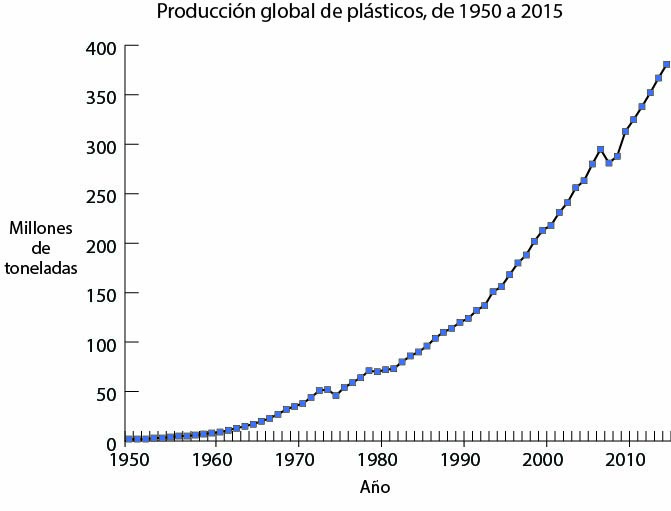 Producción global de plásticos, de 1950 a 2015
400
350
300
250
200
150
100
50
0
Millones
de
toneladas
1950 1960 1970 1980 1990 2000 2010
Año